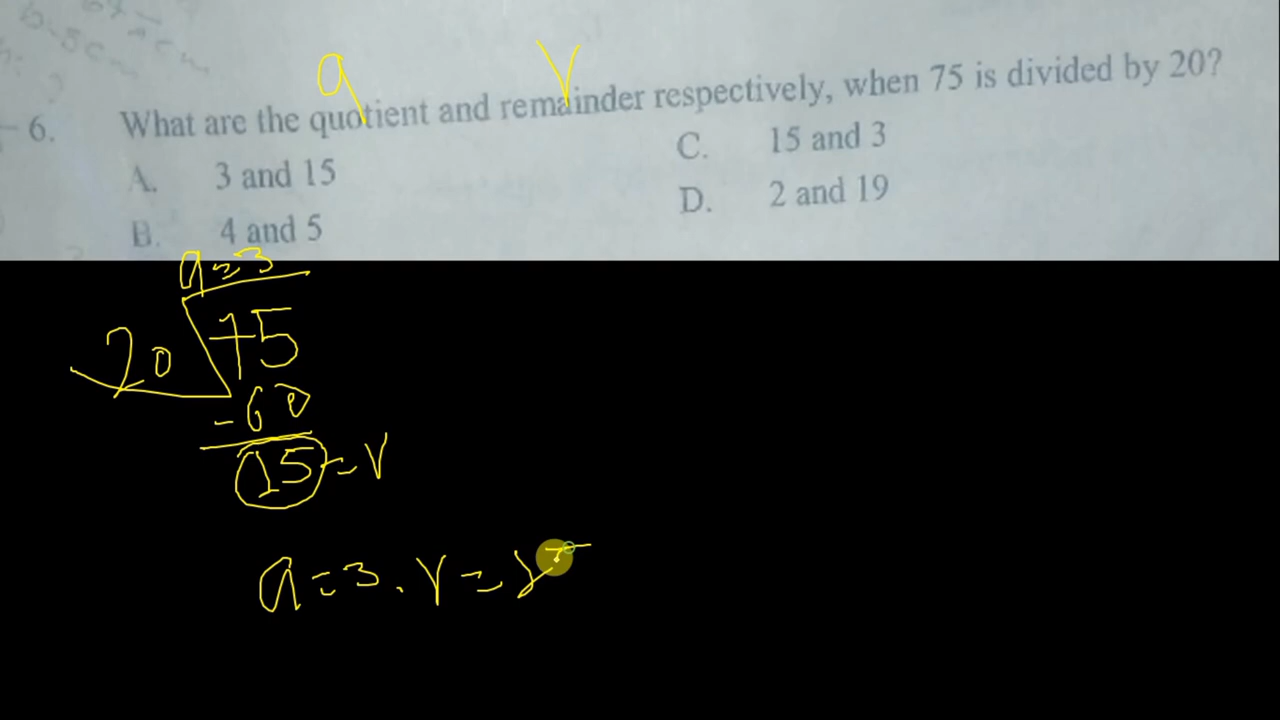 q r
6. What are the quotient and remainder respectively, when 75 is divided by 20?
A. 3 and 15
C. 15 and 3
B. 4 and 5
D. 2 and 19
q = 3
20 75
-60
15 = r
q = 3. r =